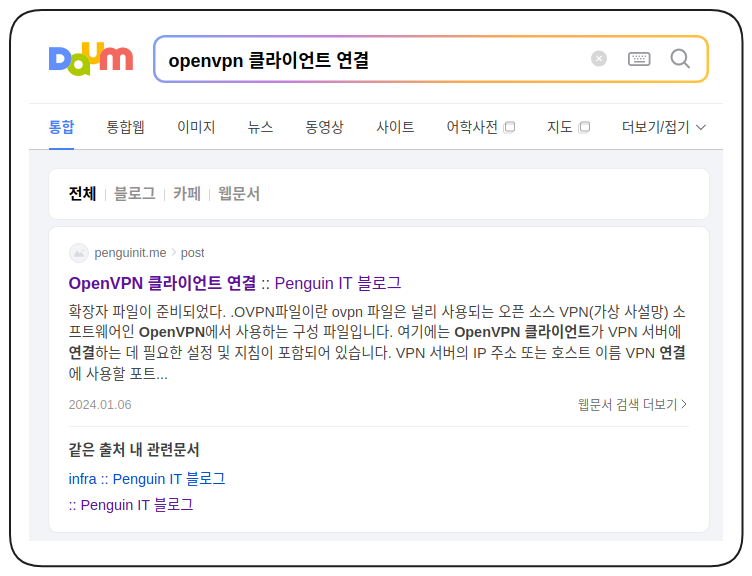 Daum
openvpn 클라이언트 연결
통합 통합웹 이미지 뉴스 동영상 사이트 어학사전 지도 더보기/접기
전체 블로그 카페 웹문서
penguinit.me > post
OpenVPN 클라이언트 연결 :: Penguin IT 블로그
확장자 파일이 준비되었다. .OVPN파일이란 ovpn 파일은 널리 사용되는 오픈 소스 VPN(가상 사설망) 소
프트웨어인 OpenVPN에서 사용하는 구성 파일입니다. 여기에는 OpenVPN 클라이언트가 VPN 서버에
연결하는 데 필요한 설정 및 지침이 포함되어 있습니다. VPN 서버의 IP 주소 또는 호스트 이름 VPN 연결
에 사용할 포트...
2024.01.06 웹문서 검색 더보기 >
같은 출처 내 관련문서
infra :: Penguin IT 블로그
:: Penguin IT 블로그